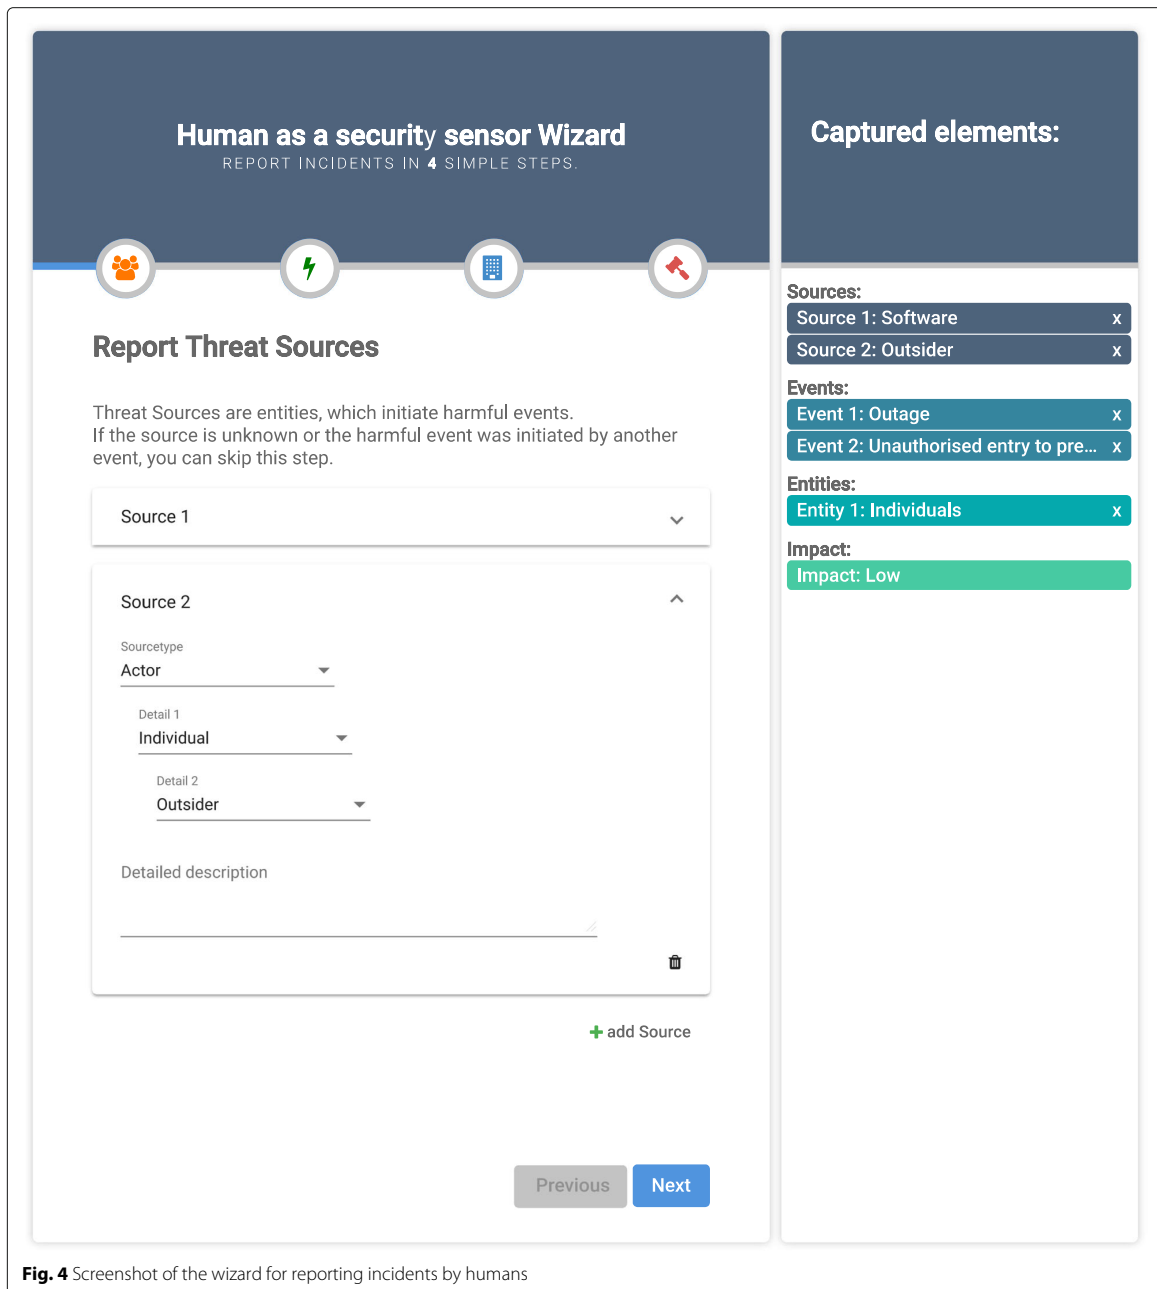 Human as a security sensor Wizard
REPORT INCIDENTS IN 4 SIMPLE STEPS.
Report Threat Sources
Threat Sources are entities, which initiate harmful events.
If the source is unknown or the harmful event was initiated by another
event, you can skip this step.
Source 1
Source 2
Sourcetype
Actor
Detail 1
Individual
Detail 2
Outsider
Detailed description
add Source
Previous
Next
Captured elements:
Sources:
Source 1: Software x
Source 2: Outsider x
Events:
Event 1: Outage x
Event 2: Unauthorised entry to pre... x
Entities:
Entity 1: Individuals x
Impact:
Impact: Low
Fig. 4 Screenshot of the wizard for reporting incidents by humans